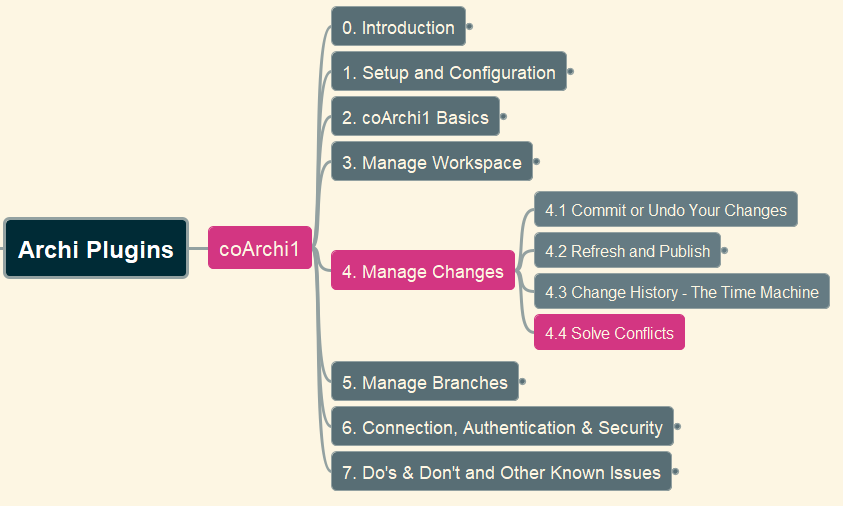 Archi Plugins
coArchi1
0. Introduction
1. Setup and Configuration
2. coArchi1 Basics
3. Manage Workspace
4. Manage Changes
4.1 Commit or Undo Your Changes
4.2 Refresh and Publish
4.3 Change History - The Time Machine
4.4 Solve Conflicts
5. Manage Branches
6. Connection, Authentication & Security
7. Do's & Don't and Other Known Issues